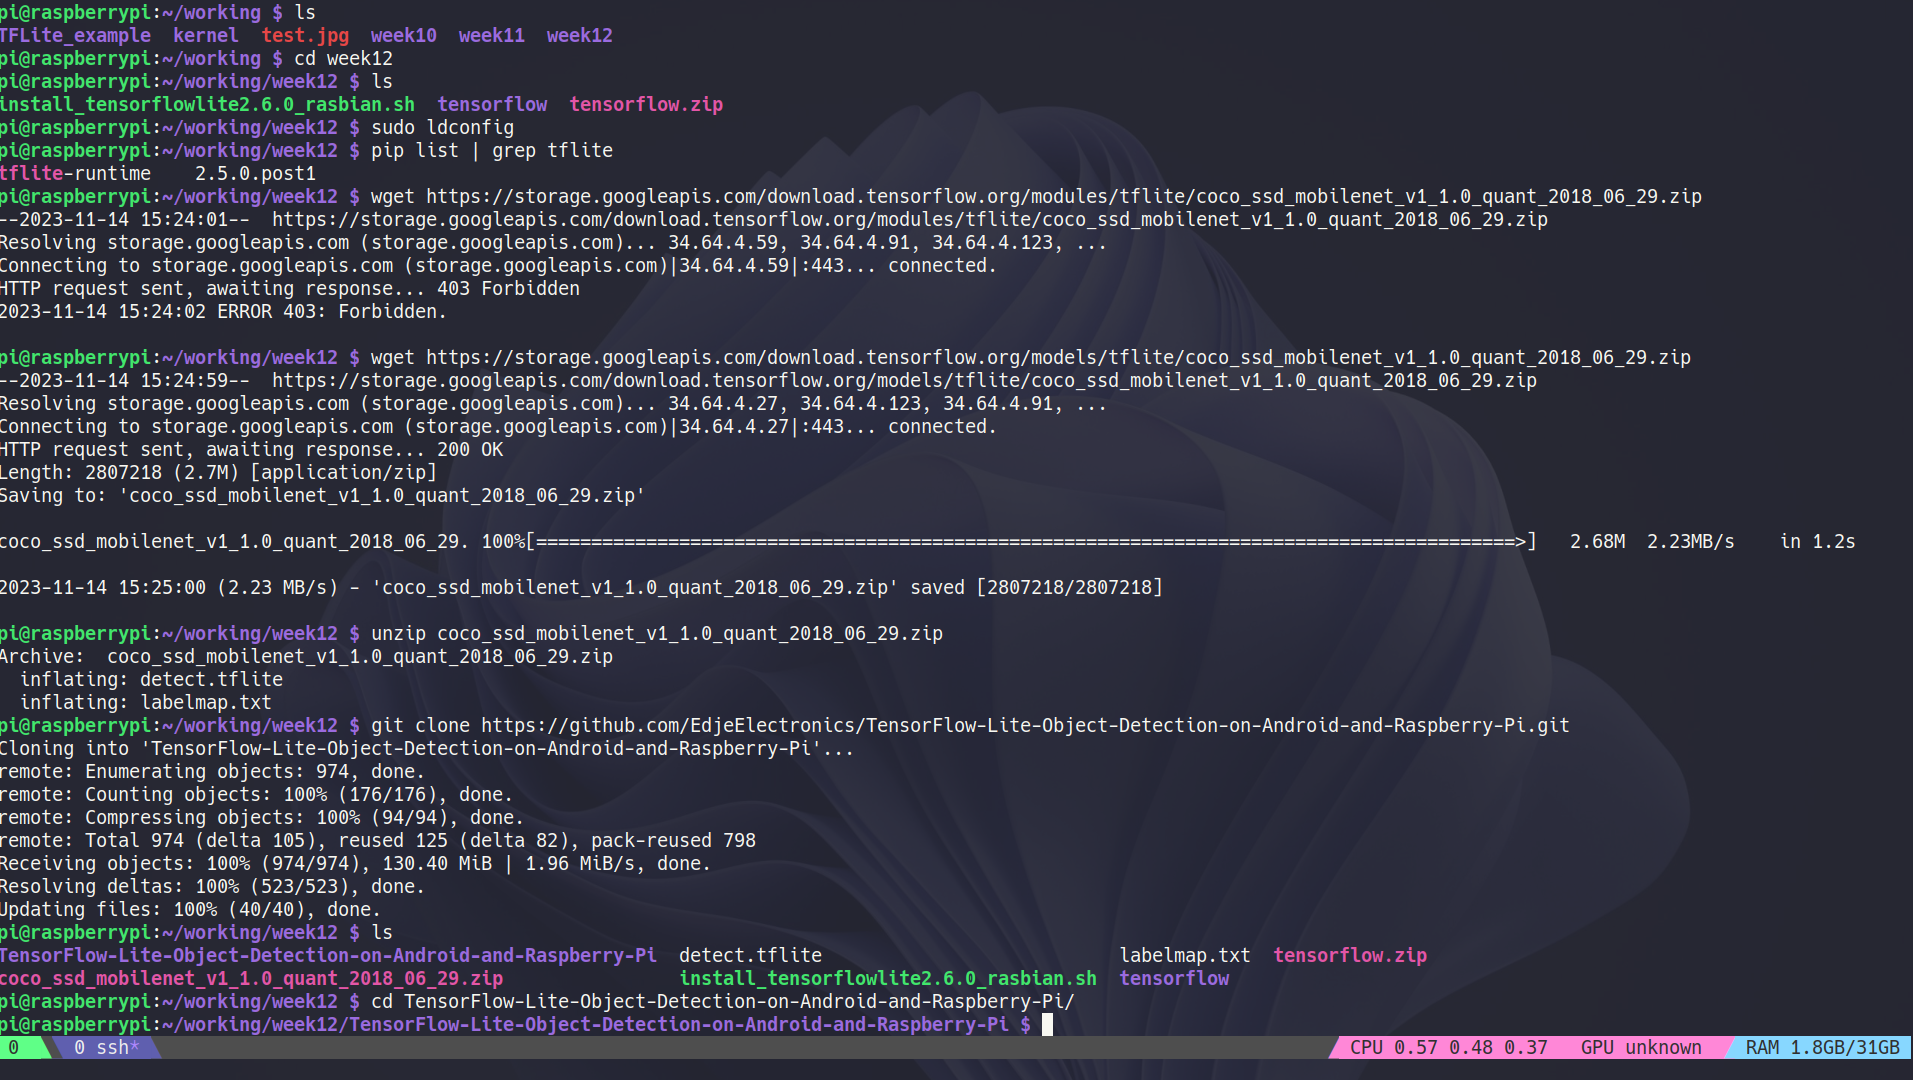 pi@raspberrypi:~/working $ ls
TFLite_example  kernel  test.jpg  week10  week11  week12
pi@raspberrypi:~/working $ cd week12
pi@raspberrypi:~/working/week12 $ ls
install_tensorflowlite2.6.0_rasbian.sh  tensorflow  tensorflow.zip
pi@raspberrypi:~/working/week12 $ sudo ldconfig
pi@raspberrypi:~/working/week12 $ pip list | grep tflite
tflite-runtime    2.5.0.post1
pi@raspberrypi:~/working/week12 $ wget https://storage.googleapis.com/download.tensorflow.org/modules/tflite/coco_ssd_mobilenet_v1_1.0_quant_2018_06_29.zip
--2023-11-14 15:24:01--  https://storage.googleapis.com/download.tensorflow.org/modules/tflite/coco_ssd_mobilenet_v1_1.0_quant_2018_06_29.zip
Resolving storage.googleapis.com (storage.googleapis.com)... 34.64.4.59, 34.64.4.91, 34.64.4.123, ...
Connecting to storage.googleapis.com (storage.googleapis.com)|34.64.4.59|:443... connected.
HTTP request sent, awaiting response... 403 Forbidden
2023-11-14 15:24:02 ERROR 403: Forbidden.
pi@raspberrypi:~/working/week12 $ wget https://storage.googleapis.com/download.tensorflow.org/models/tflite/coco_ssd_mobilenet_v1_1.0_quant_2018_06_29.zip
--2023-11-14 15:24:59--  https://storage.googleapis.com/download.tensorflow.org/models/tflite/coco_ssd_mobilenet_v1_1.0_quant_2018_06_29.zip
Resolving storage.googleapis.com (storage.googleapis.com)... 34.64.4.27, 34.64.4.123, 34.64.4.91, ...
Connecting to storage.googleapis.com (storage.googleapis.com)|34.64.4.27|:443... connected.
HTTP request sent, awaiting response... 200 OK
Length: 2807218 (2.7M) [application/zip]
Saving to: 'coco_ssd_mobilenet_v1_1.0_quant_2018_06_29.zip'
coco_ssd_mobilenet_v1_1.0_quant_2018_06_29. 100%[=========================================================================================>]   2.68M  2.23MB/s    in 1.2s
2023-11-14 15:25:00 (2.23 MB/s) - 'coco_ssd_mobilenet_v1_1.0_quant_2018_06_29.zip' saved [2807218/2807218]
pi@raspberrypi:~/working/week12 $ unzip coco_ssd_mobilenet_v1_1.0_quant_2018_06_29.zip
Archive:  coco_ssd_mobilenet_v1_1.0_quant_2018_06_29.zip
  inflating: detect.tflite
  inflating: labelmap.txt
pi@raspberrypi:~/working/week12 $ git clone https://github.com/EdjeElectronics/TensorFlow-Lite-Object-Detection-on-Android-and-Raspberry-Pi.git
Cloning into 'TensorFlow-Lite-Object-Detection-on-Android-and-Raspberry-Pi'...
remote: Enumerating objects: 974, done.
remote: Counting objects: 100% (176/176), done.
remote: Compressing objects: 100% (94/94), done.
remote: Total 974 (delta 105), reused 125 (delta 82), pack-reused 798
Receiving objects: 100% (974/974), 130.40 MiB | 1.96 MiB/s, done.
Resolving deltas: 100% (523/523), done.
Updating files: 100% (40/40), done.
pi@raspberrypi:~/working/week12 $ ls
TensorFlow-Lite-Object-Detection-on-Android-and-Raspberry-Pi  detect.tflite                           labelmap.txt  tensorflow.zip
coco_ssd_mobilenet_v1_1.0_quant_2018_06_29.zip                install_tensorflowlite2.6.0_rasbian.sh  tensorflow
pi@raspberrypi:~/working/week12 $ cd TensorFlow-Lite-Object-Detection-on-Android-and-Raspberry-Pi/
pi@raspberrypi:~/working/week12/TensorFlow-Lite-Object-Detection-on-Android-and-Raspberry-Pi $
0  0 ssh*  CPU 0.57 0.48 0.37  GPU unknown  RAM 1.8GB/31GB